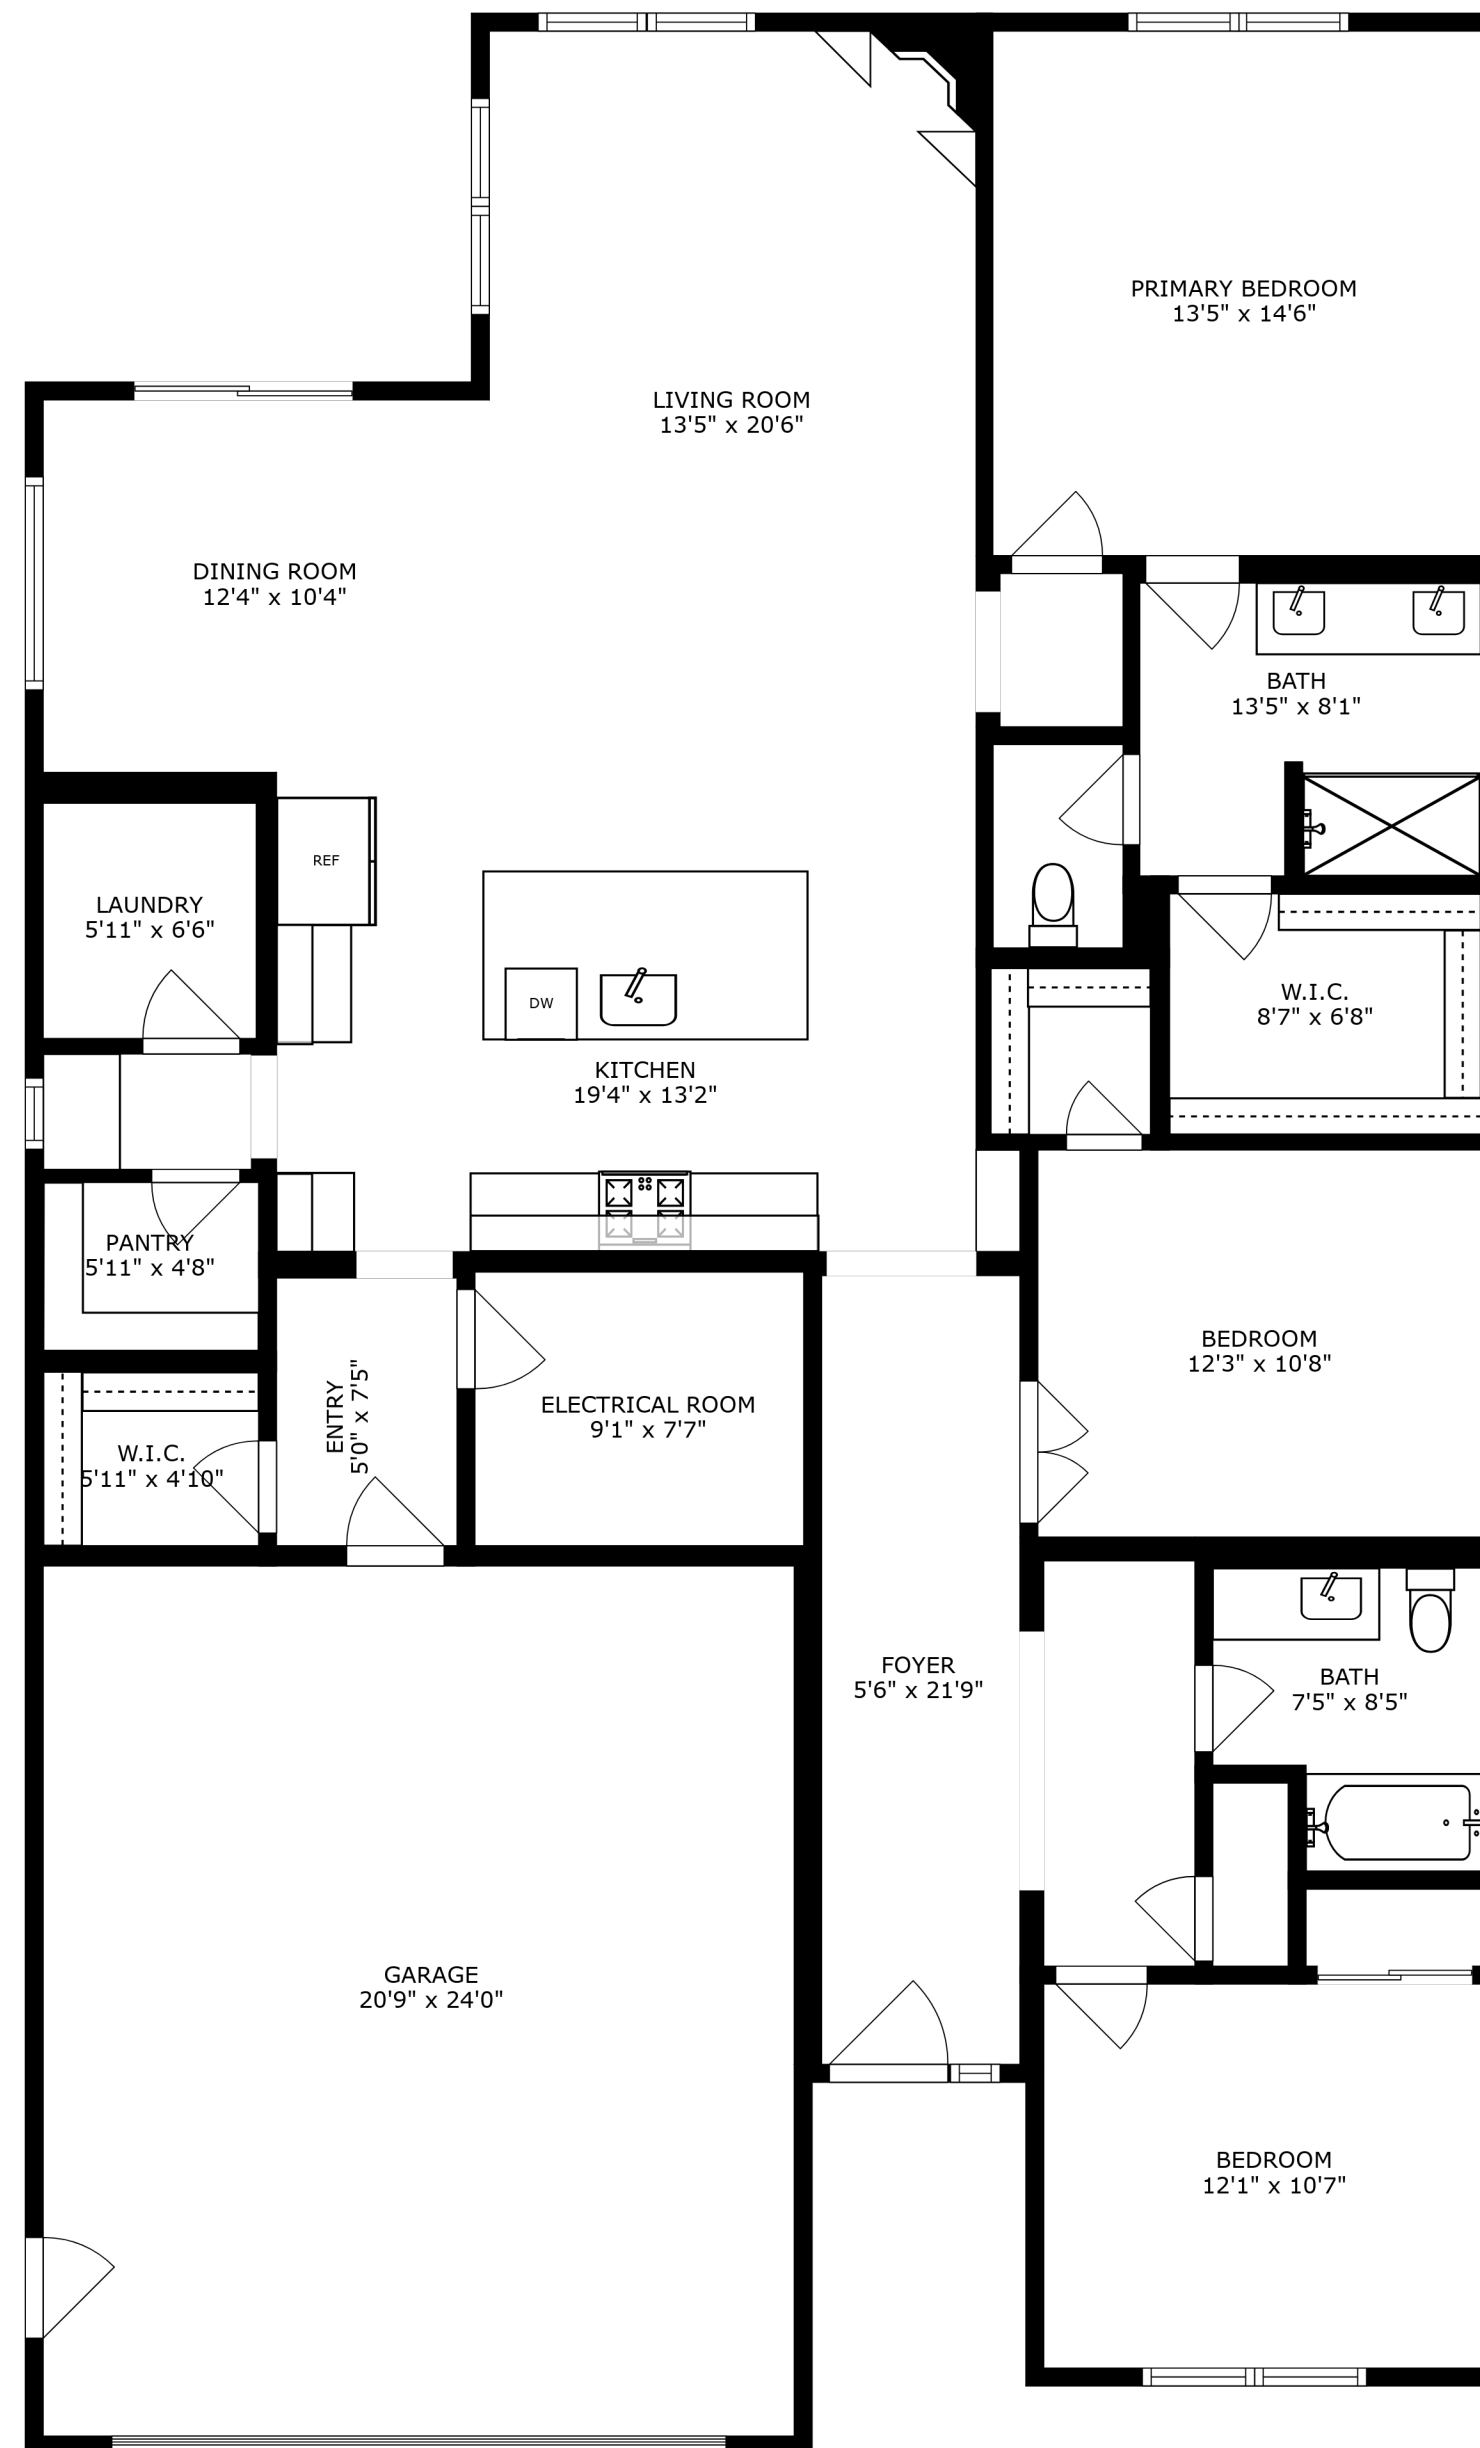 PRIMARY BEDROOM
13'5" x 14'6"
LIVING ROOM
13'5" x 20'6"
DINING ROOM
12'4" x 10'4"
BATH
13'5" x 8'1"
REF
LAUNDRY
5'11" x 6'6"
DW
W.I.C.
8'7" x 6'8"
KITCHEN
19'4" x 13'2"
PANTRY
5'11" x 4'8"
BEDROOM
12'3" x 10'8"
ENTRY
5'0" x 7'5"
ELECTRICAL ROOM
9'1" x 7'7"
W.I.C.
5'11" x 4'10"
FOYER
5'6" x 21'9"
BATH
7'5" x 8'5"
GARAGE
20'9" x 24'0"
BEDROOM
12'1" x 10'7"